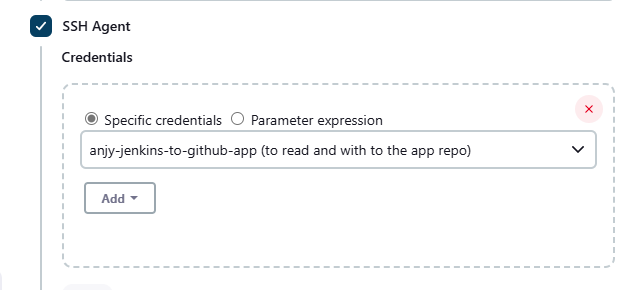 SSH Agent
Credentials
Specific credentials Parameter expression
anjy-jenkins-to-github-app (to read and with to the app repo)
Add